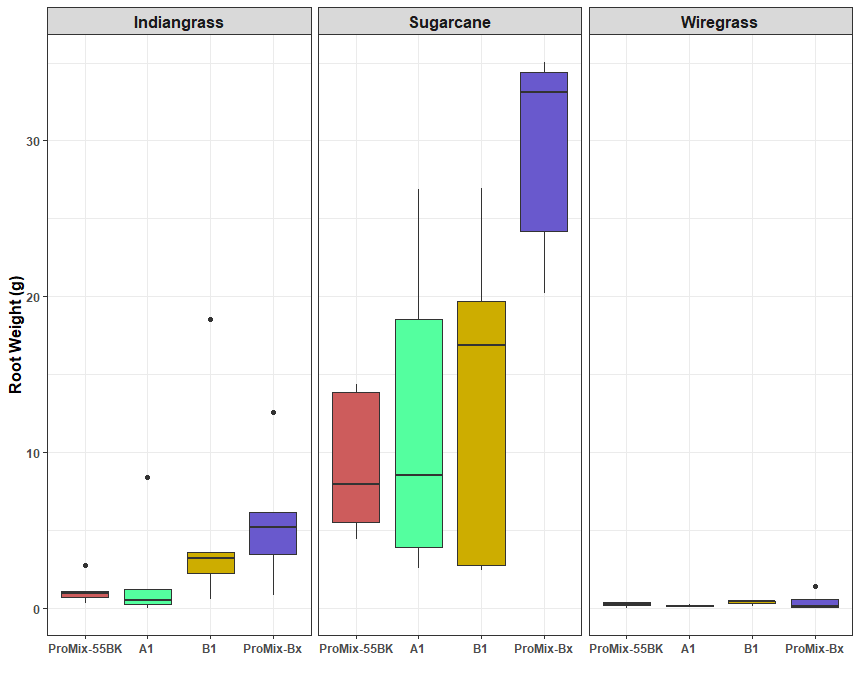 Indiangrass Sugarcane Wiregrass
Root Weight (g)
30
20
10
0
ProMix-55BK A1 B1 ProMix-Bx ProMix-55BK A1 B1 ProMix-Bx ProMix-55BK A1 B1 ProMix-Bx